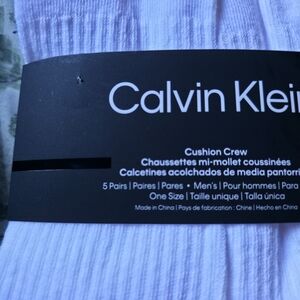 Calvin Klein
Cushion Crew
Chaussettes mi-mollet coussinées
Calcetines acolchados de media pantorri
5 Pairs | Paires | Pares • Men's | Pour hommes | Para
One Size | Taille unique | Talla única
Made in China | Pays de fabrication : Chine | Hecho en China